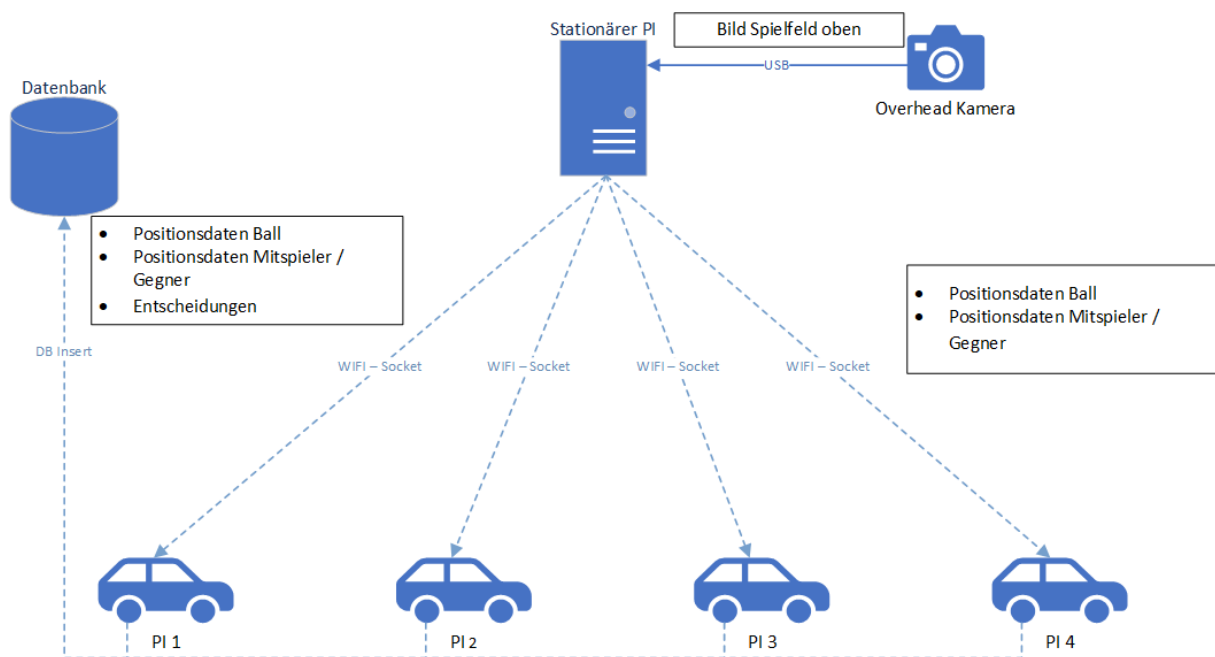 Stationärer PI
Bild Spielfeld oben
USB
Datenbank
Overhead Kamera
• Positionsdaten Ball
• Positionsdaten Mitspieler /
Gegner
• Entscheidungen
• Positionsdaten Ball
• Positionsdaten Mitspieler /
Gegner
DB Insert
WIFI – Socket
WIFI – Socket
WIFI – Socket
WIFI – Socket
PI 1
PI 2
PI 3
PI 4